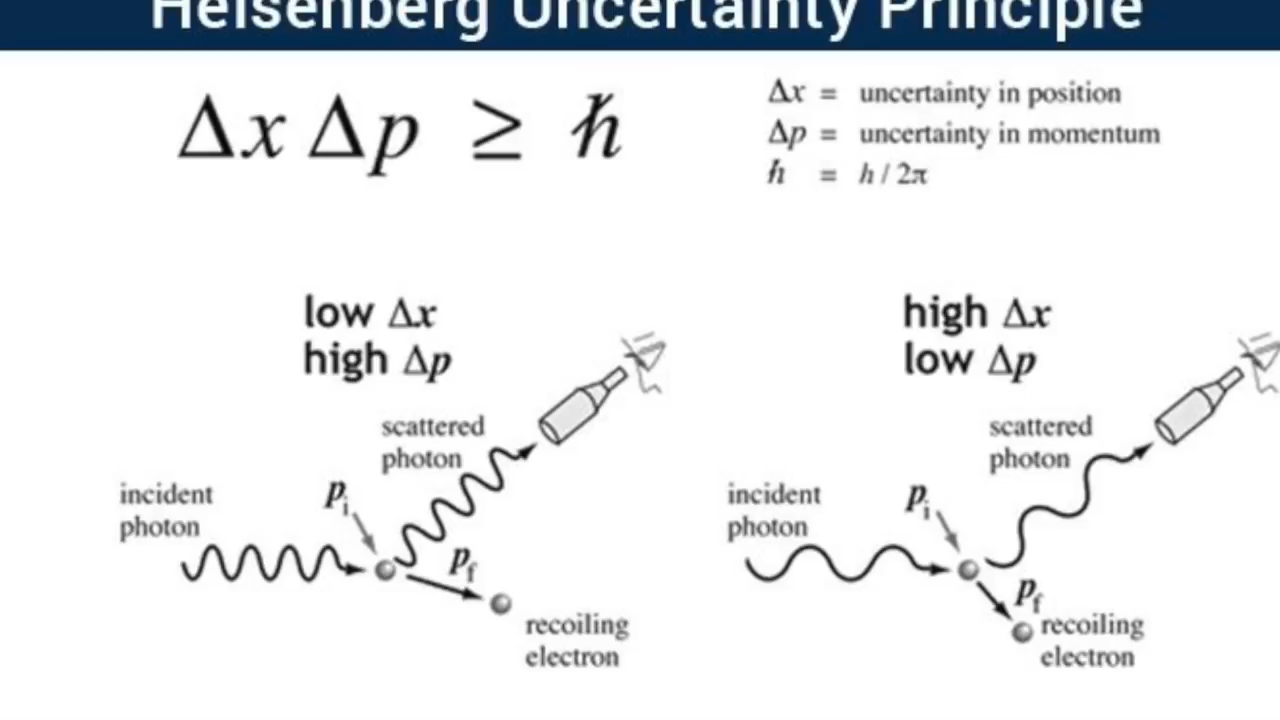 Heisenberg Uncertainty Principle
Δx Δp ≥ ℏ
Δx = uncertainty in position
Δp = uncertainty in momentum
ℏ = h / 2π
low Δx
high Δp
scattered
photon
incident
photon
pi
pf
recoiling
electron
high Δx
low Δp
scattered
photon
incident
photon
pi
pf
recoiling
electron